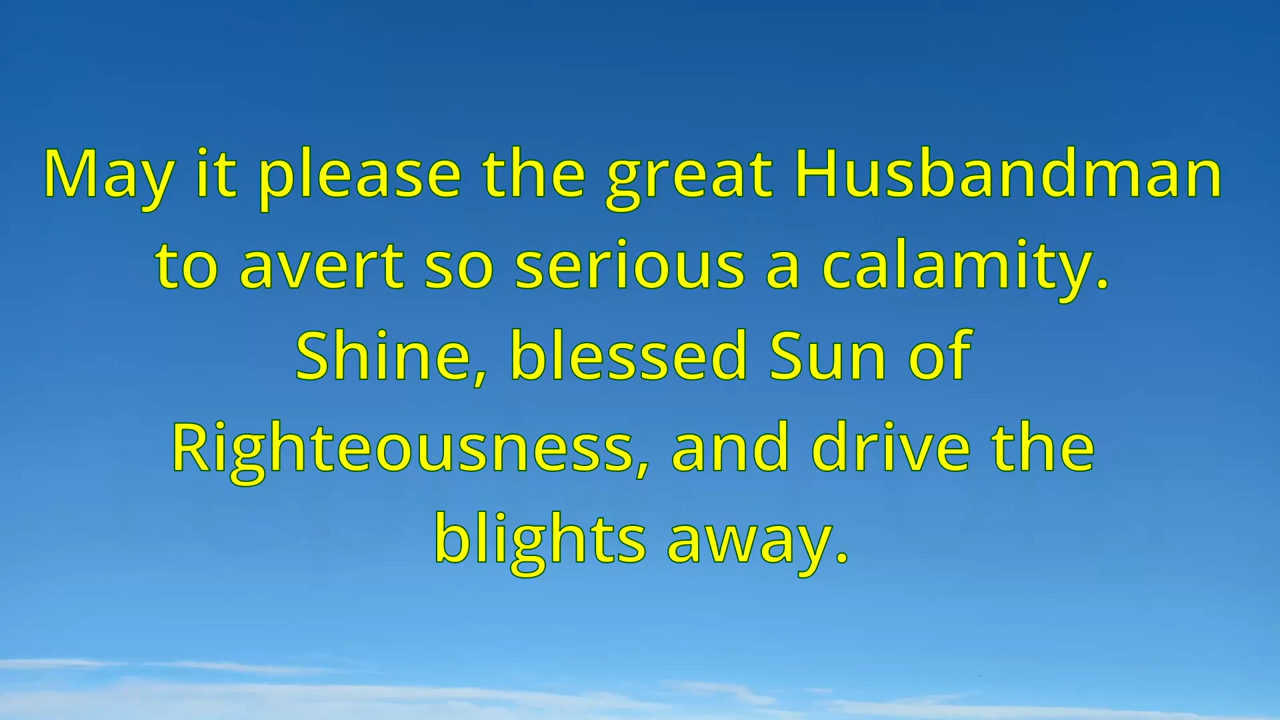 May it please the great Husbandman
to avert so serious a calamity.
Shine, blessed Sun of
Righteousness, and drive the
blights away.